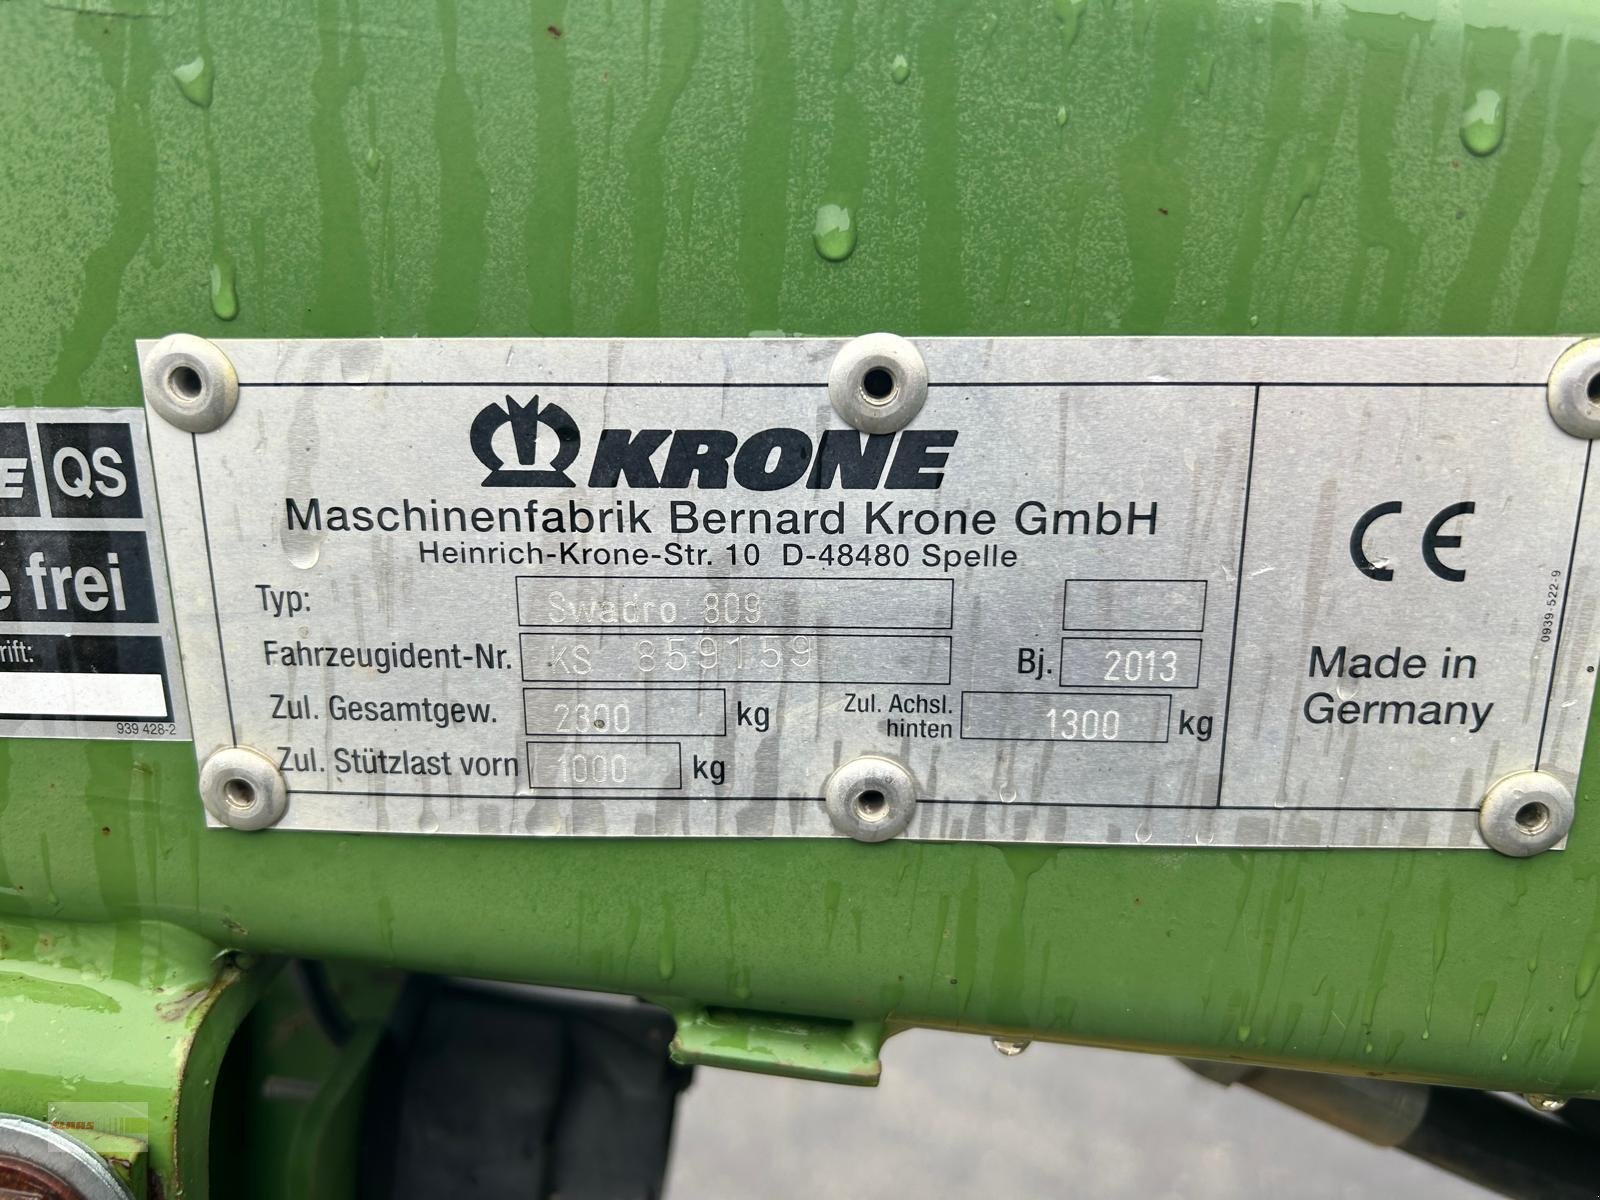 KRONE
Maschinenfabrik Bernard Krone GmbH
Heinrich-Krone-Str. 10 D-48480 Spelle
Typ: Swadro 809
Fahrzeugident-Nr. KS 859159 Bj. 2013
Zul. Gesamtgew. 2300 kg Zul. Achsl. hinten 1300 kg
Zul. Stützlast vorn 1000 kg
CE
Made in
Germany
0939-522-9
E QS
e frei
rift:
939 428-2
CLAAS